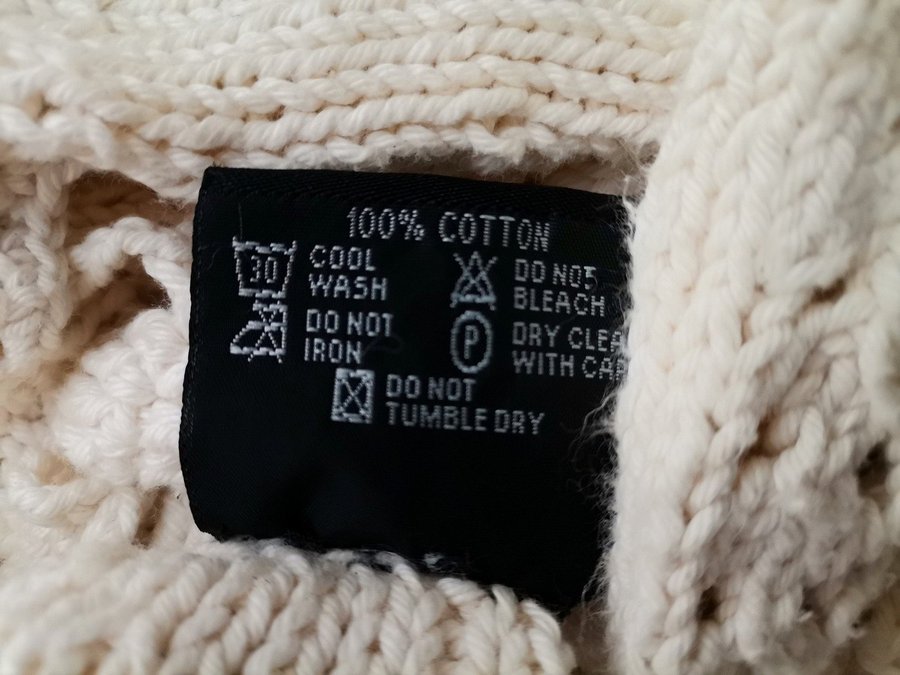 100% COTTON
30
COOL
WASH
DO NOT
BLEACH
DO NOT
IRON
P
DRY
WITH
DO NOT
TUMBLE DRY